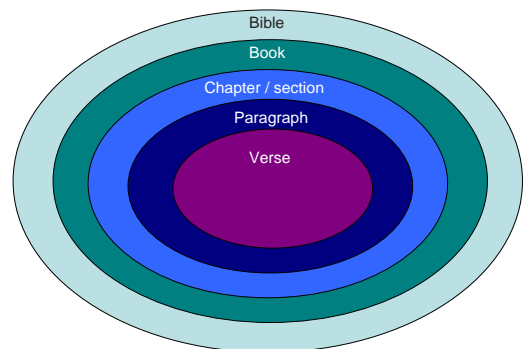 Bible
Book
Chapter / section
Paragraph
Verse